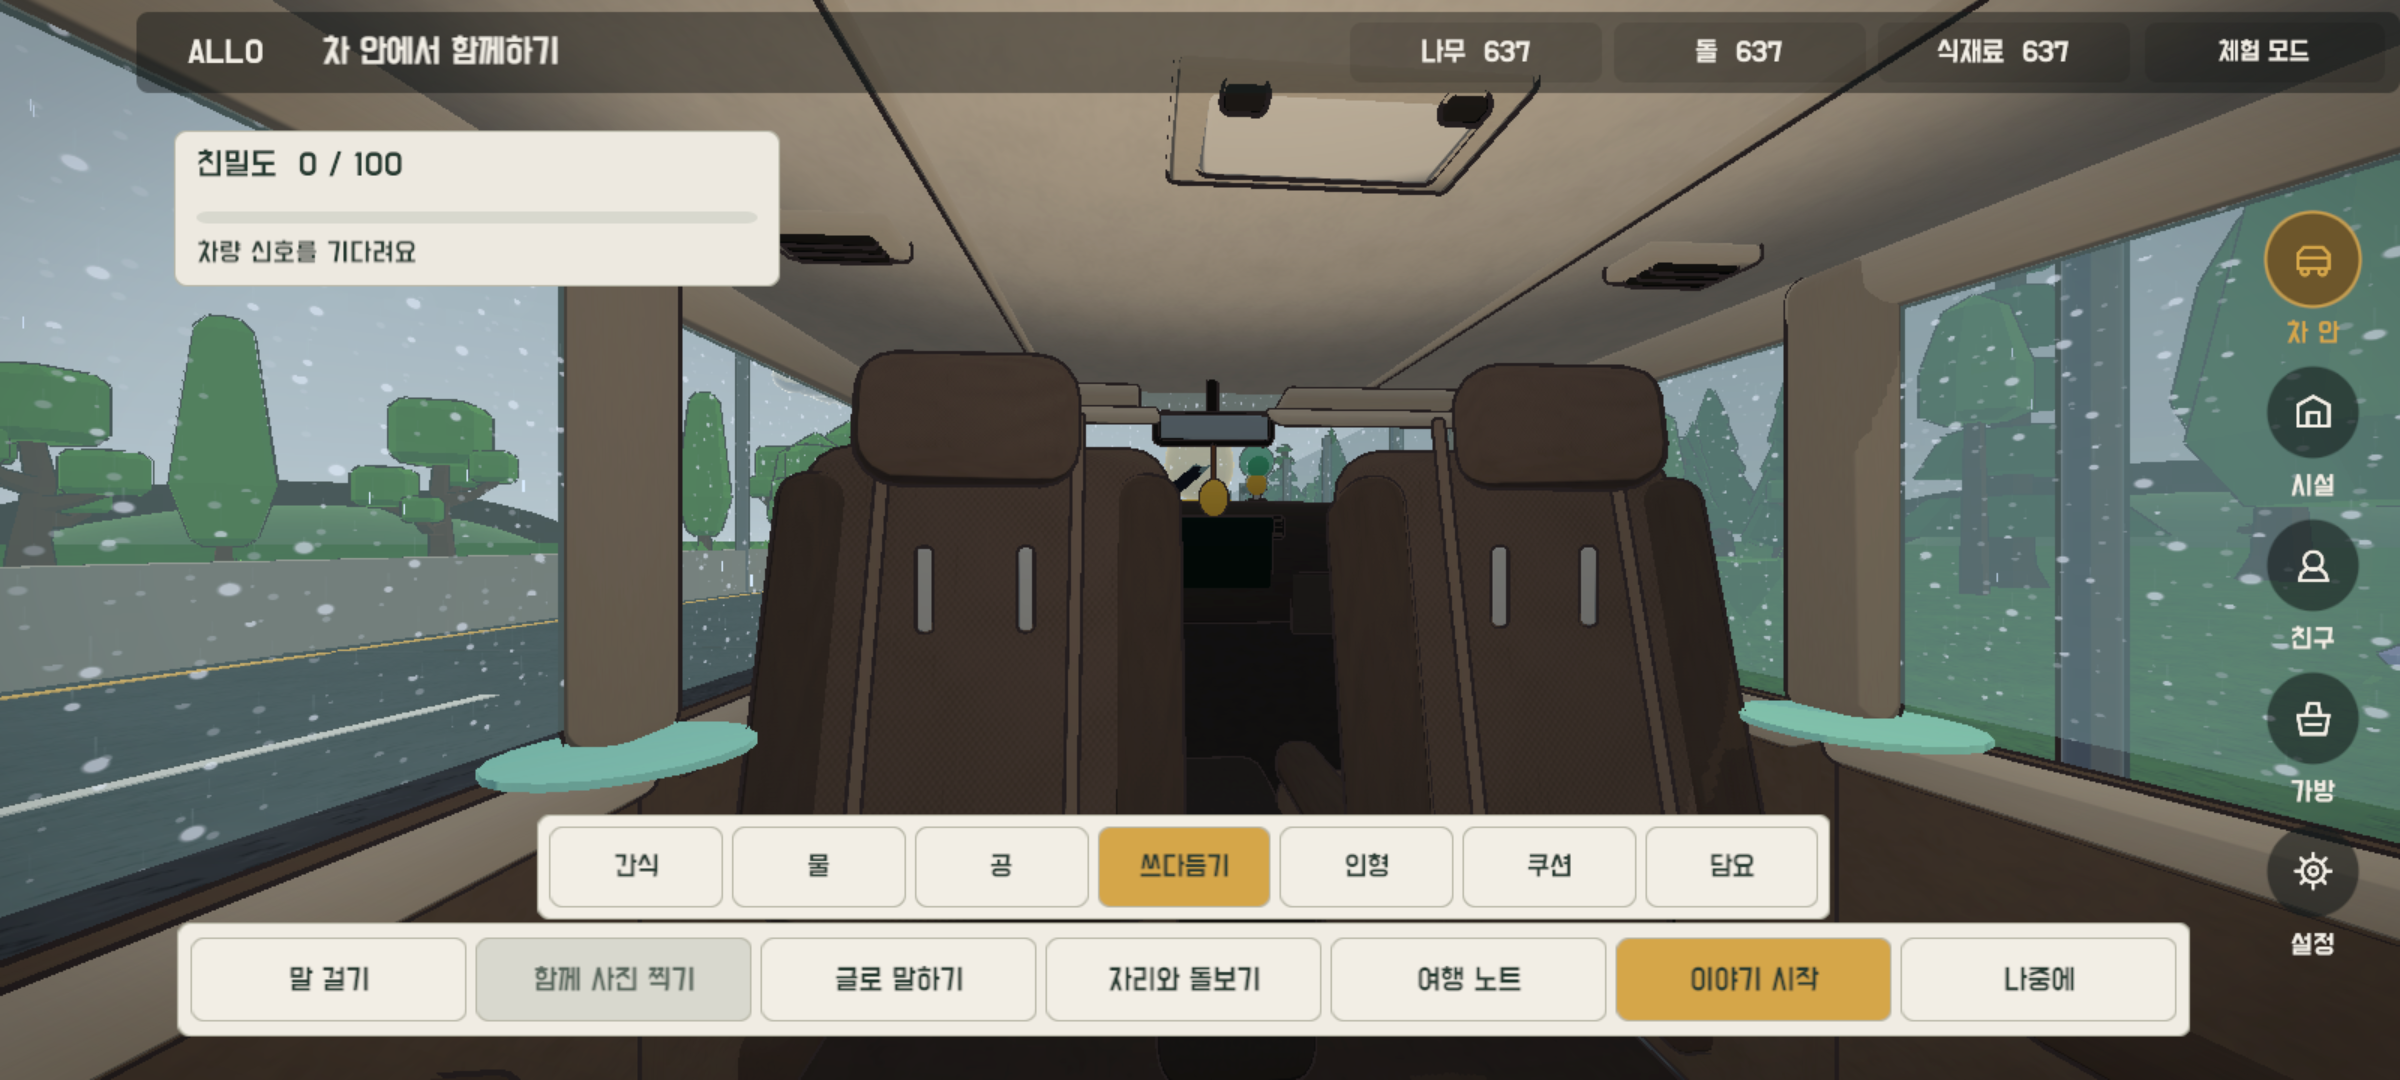 ALLO 차 안에서 함께하기 나무 637 돌 637 식재료 637 체험 모드
친밀도 0 / 100
차량 신호를 기다려요
차 안
시설
친구
가방
설정
간식 물 공 쓰다듬기 인형 쿠션 담요
말 걸기 함께 사진 찍기 글로 말하기 자리와 돌보기 여행 노트 이야기 시작 나중에